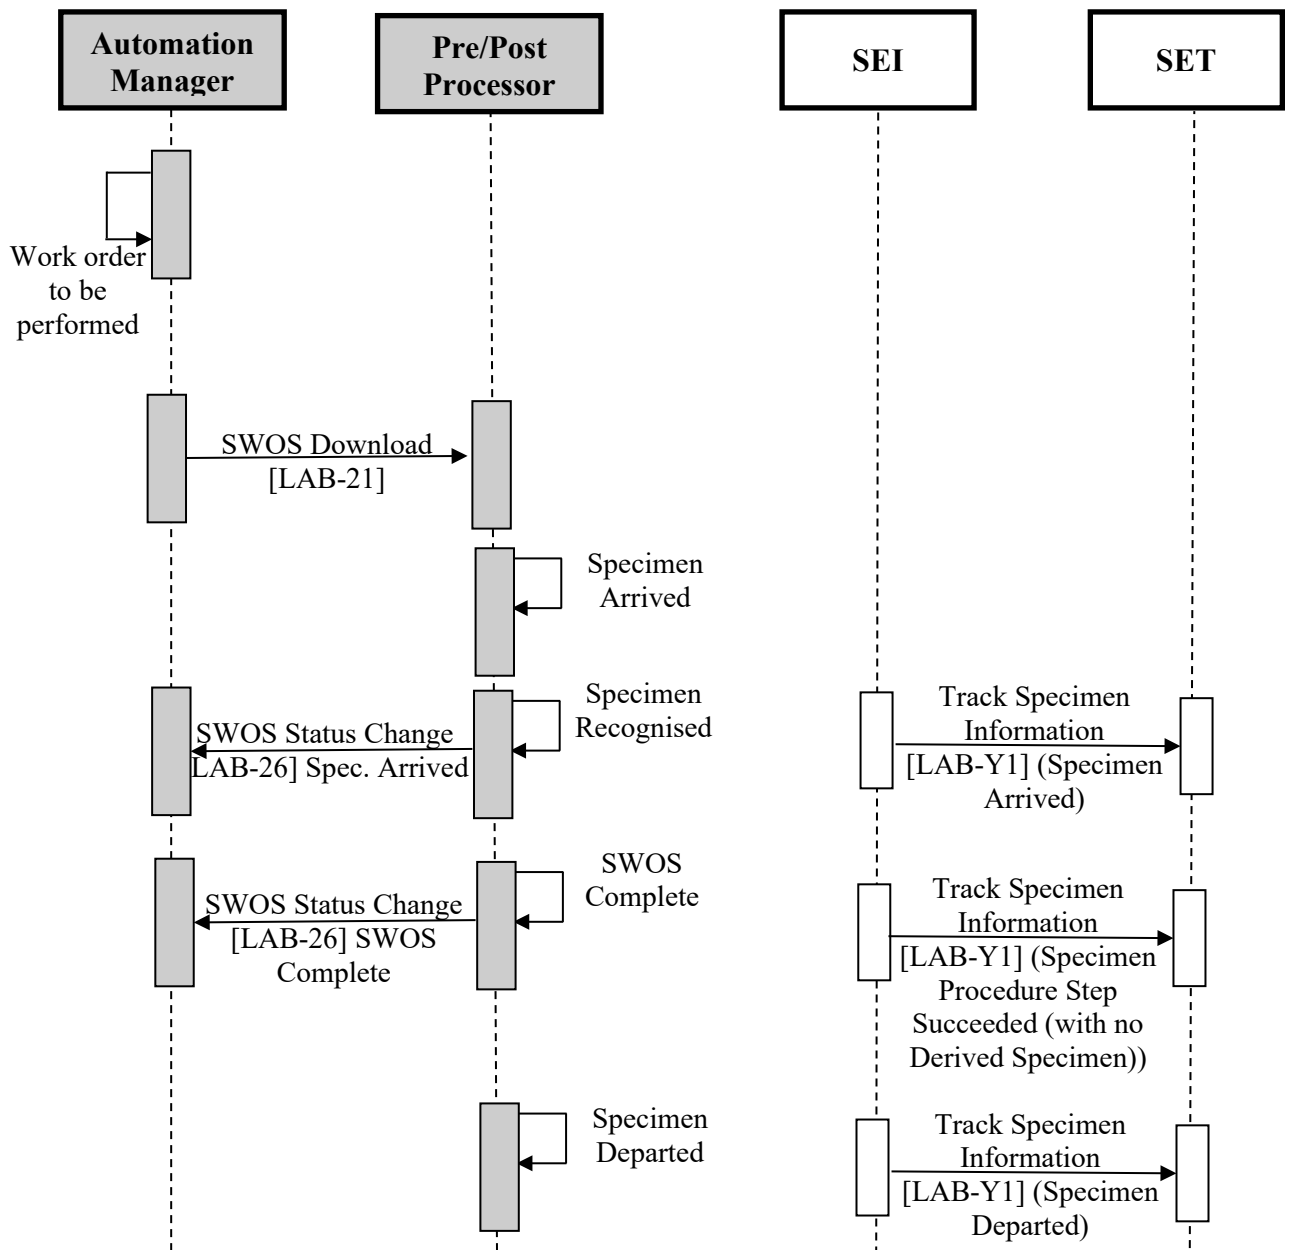 Automation
Manager
Pre/Post
Processor
SEI
SET
Work order
to be
performed
SWOS Download
[LAB-21]
Specimen
Arrived
Specimen
Recognised
SWOS Status Change
LAB-26] Spec. Arrived
Track Specimen
Information
[LAB-Y1] (Specimen
Arrived)
SWOS
Complete
SWOS Status Change
[LAB-26] SWOS
Complete
Track Specimen
Information
[LAB-Y1] (Specimen
Procedure Step
Succeeded (with no
Derived Specimen))
Specimen
Departed
Track Specimen
Information
[LAB-Y1] (Specimen
Departed)